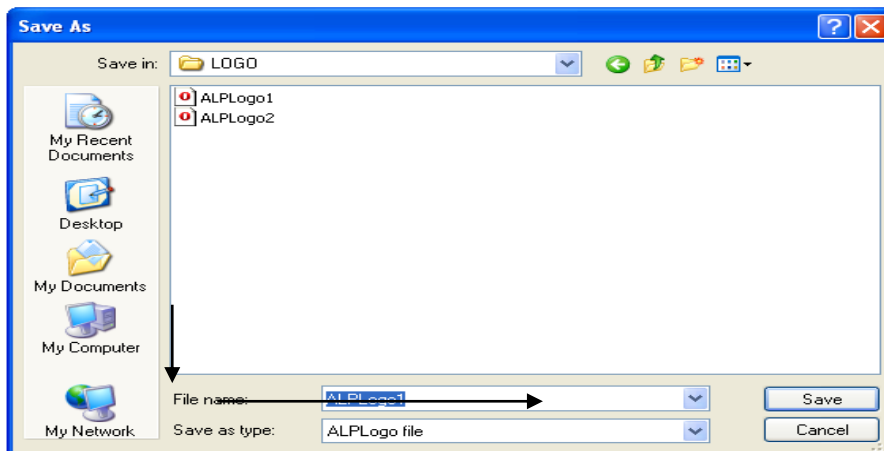 Save As
Save in: LOGO
ALPLogo1
ALPLogo2
My Recent
Documents
Desktop
My Documents
My Computer
My Network
File name: ALPLogo1
Save
Save as type: ALPLogo file
Cancel